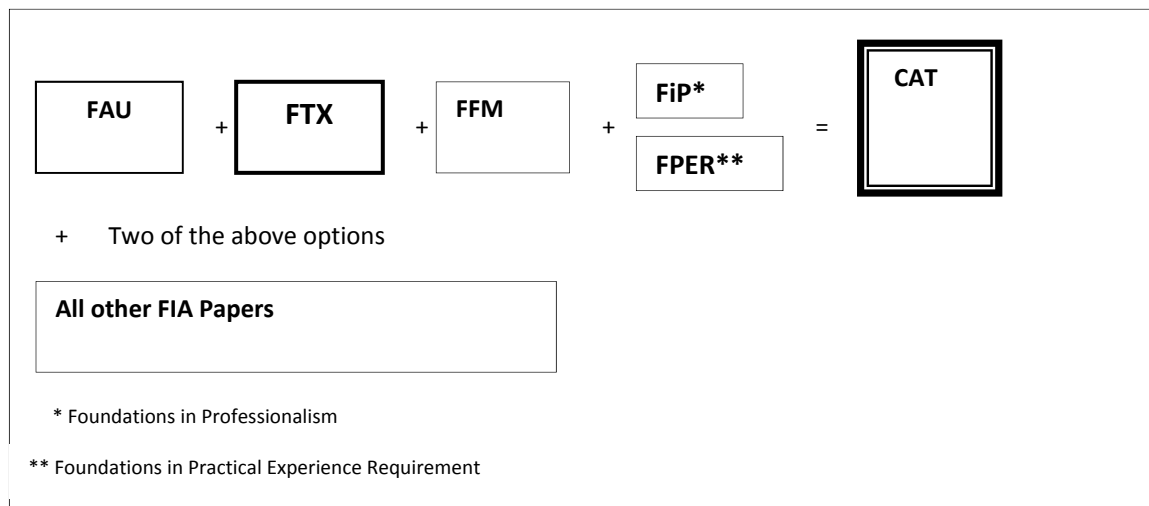 FAU + FTX + FFM + FiP* FPER** = CAT
+ Two of the above options
All other FIA Papers
* Foundations in Professionalism
** Foundations in Practical Experience Requirement